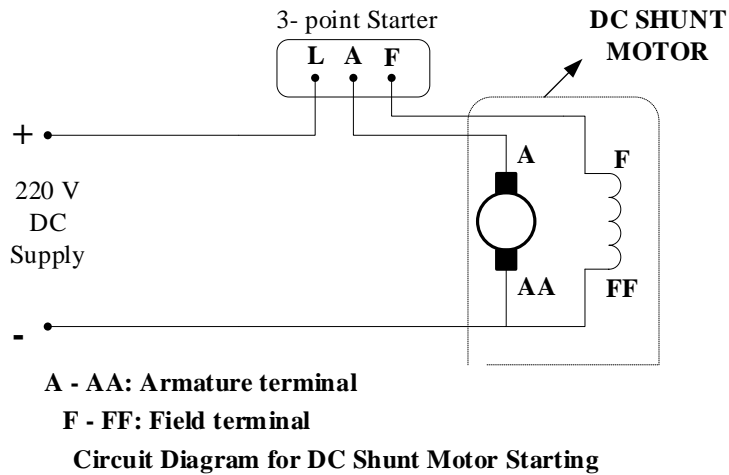 3- point Starter
DC SHUNT
MOTOR
L A F
+
220 V
DC
Supply
-
A
F
AA
FF
A - AA: Armature terminal
F - FF: Field terminal
Circuit Diagram for DC Shunt Motor Starting